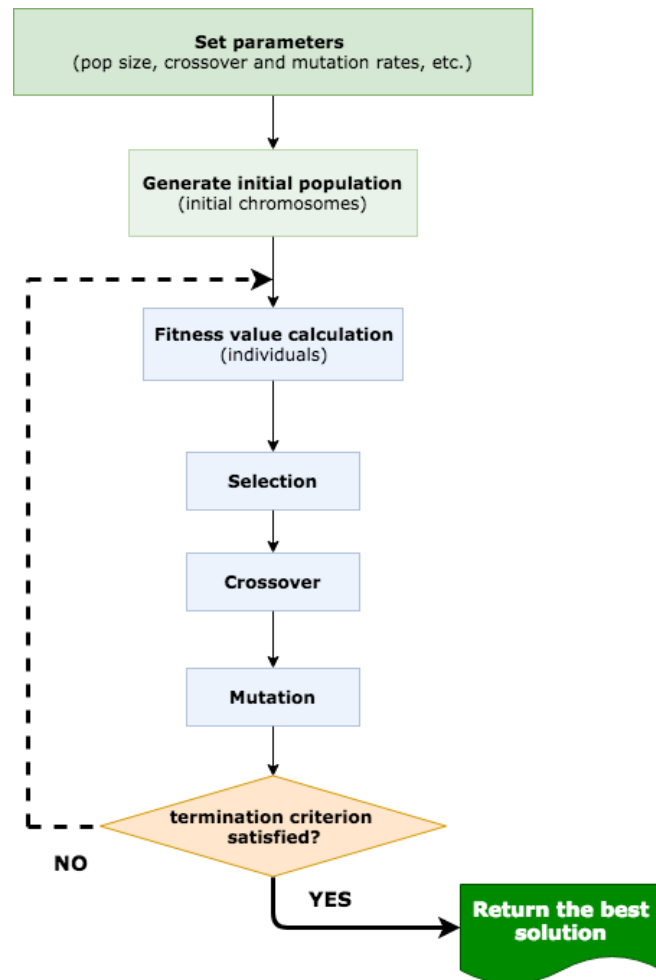 Set parameters
(pop size, crossover and mutation rates, etc.)
Generate initial population
(initial chromosomes)
Fitness value calculation
(individuals)
Selection
Crossover
Mutation
termination criterion
satisfied?
NO
YES
Return the best
solution